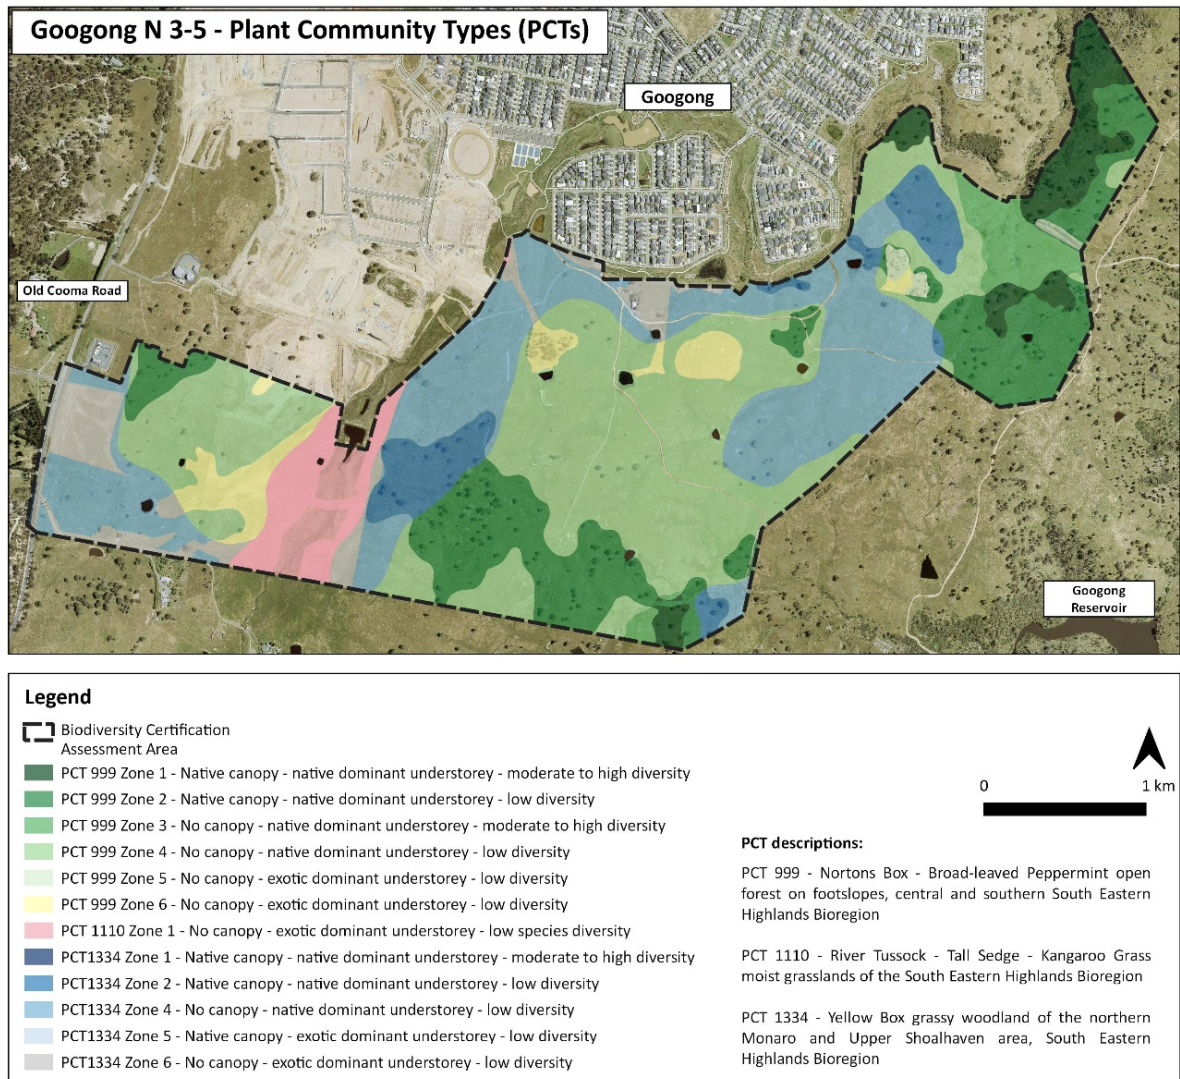 Googong N 3-5 - Plant Community Types (PCTs)
Googong
Old Cooma Road
Googong
Reservoir
Legend
Biodiversity Certification
Assessment Area
PCT 999 Zone 1 - Native canopy - native dominant understorey - moderate to high diversity
PCT 999 Zone 2 - Native canopy - native dominant understorey - low diversity
PCT 999 Zone 3 - No canopy - native dominant understorey - moderate to high diversity
PCT 999 Zone 4 - No canopy - native dominant understorey - low diversity
PCT 999 Zone 5 - No canopy - exotic dominant understorey - low diversity
PCT 999 Zone 6 - No canopy - exotic dominant understorey - low diversity
PCT 1110 Zone 1 - No canopy - exotic dominant understorey - low species diversity
PCT1334 Zone 1 - Native canopy - native dominant understorey - moderate to high diversity
PCT1334 Zone 2 - Native canopy - native dominant understorey - low diversity
PCT1334 Zone 4 - No canopy - native dominant understorey - low diversity
PCT1334 Zone 5 - Native canopy - exotic dominant understorey - low diversity
PCT1334 Zone 6 - No canopy - exotic dominant understorey - low diversity
0 1 km
PCT descriptions:
PCT 999 - Nortons Box - Broad-leaved Peppermint open
forest on footslopes, central and southern South Eastern
Highlands Bioregion
PCT 1110 - River Tussock - Tall Sedge - Kangaroo Grass
moist grasslands of the South Eastern Highlands Bioregion
PCT 1334 - Yellow Box grassy woodland of the northern
Monaro and Upper Shoalhaven area, South Eastern
Highlands Bioregion